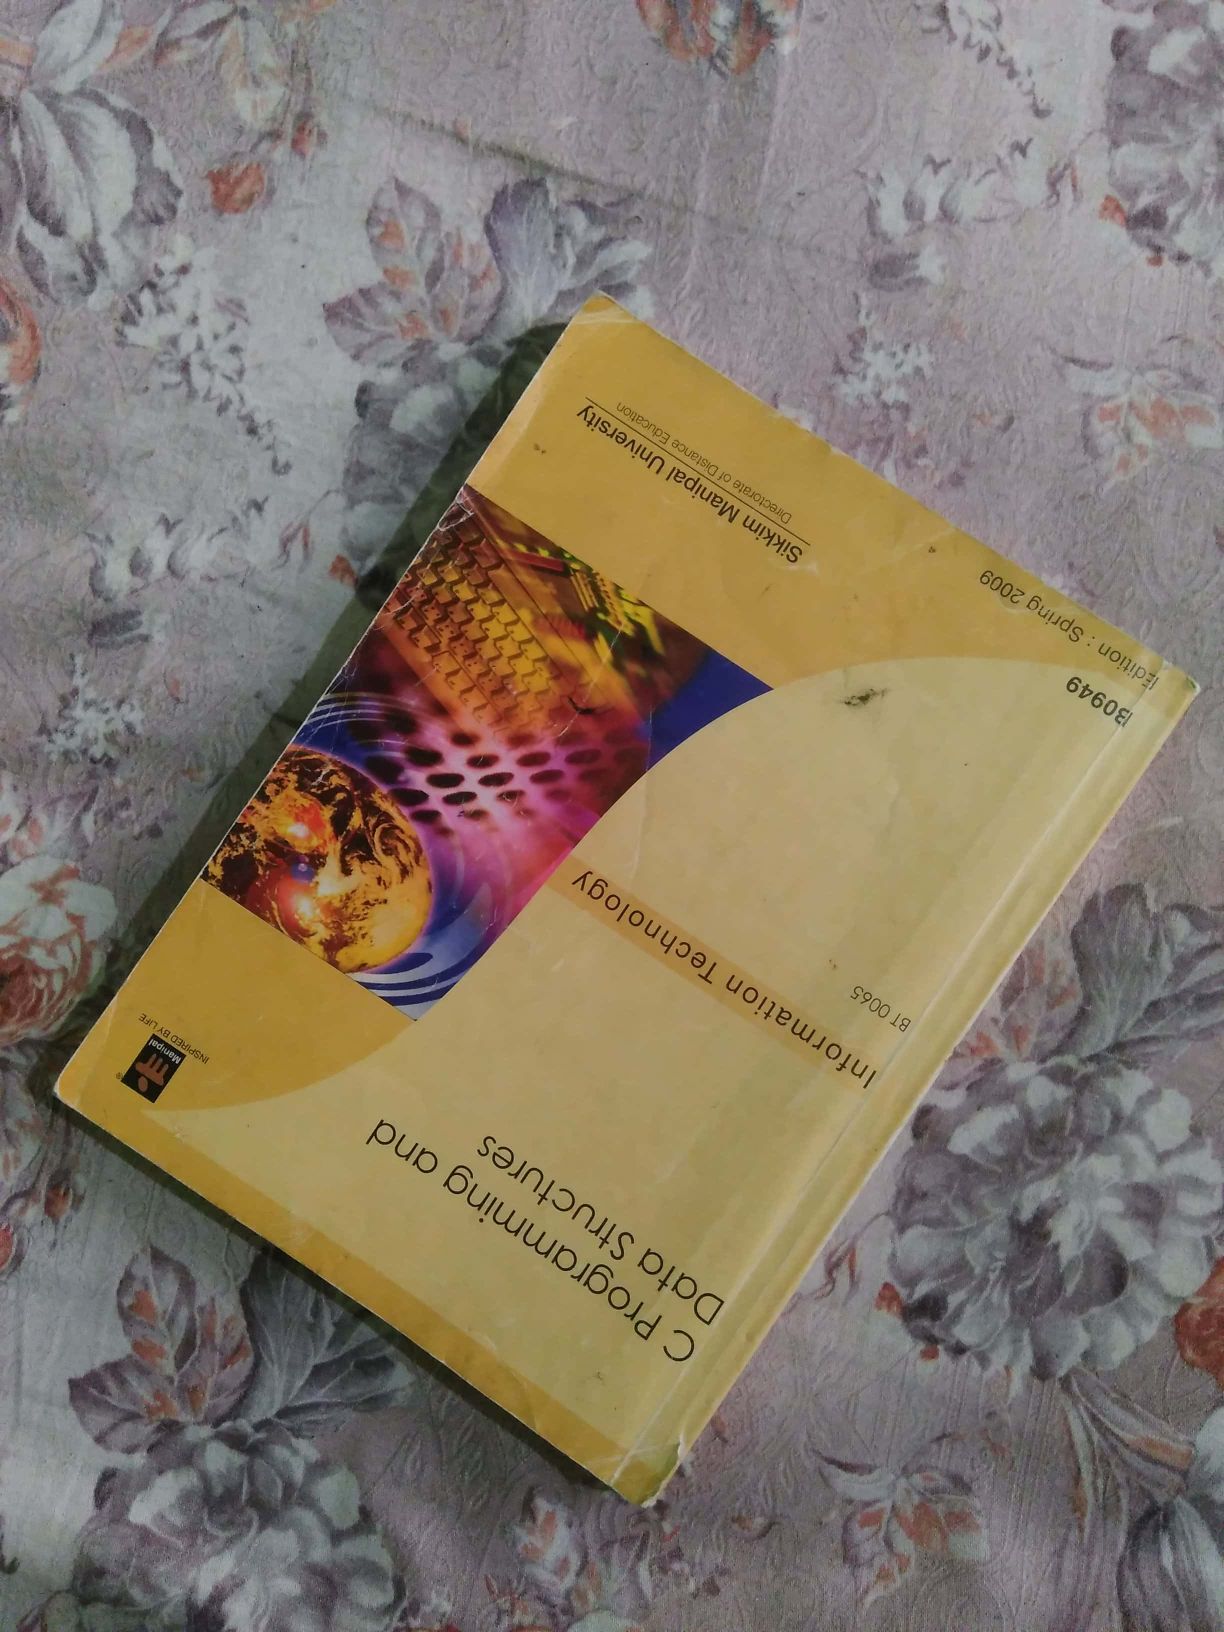 C Programming and
Data Structures
Manipal
®
INSPIRED BY LIFE
BT 0065
Information Technology
B0949
Edition : Spring 2009
Sikkim Manipal University
Directorate of Distance Education